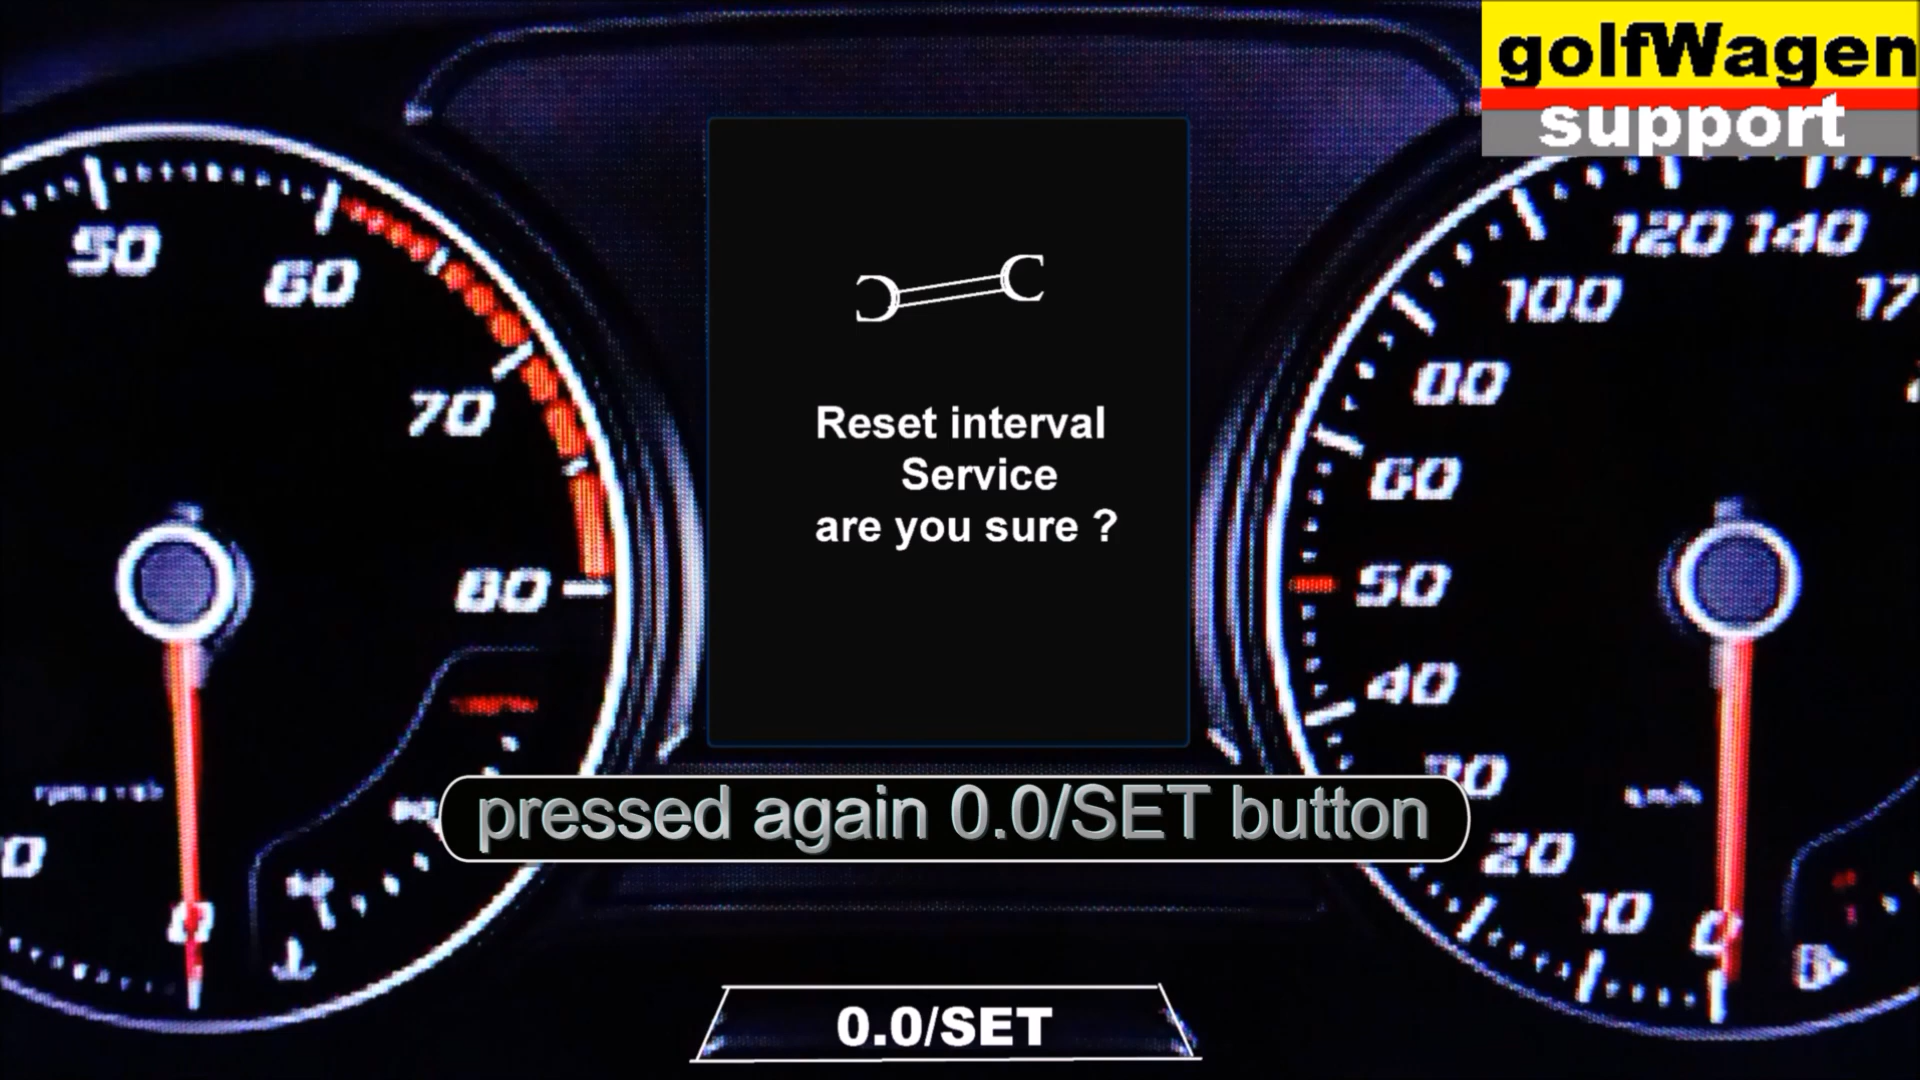 golfWagen
support
50
60
70
80
0
Reset interval
Service
are you sure ?
120
140
100
80
60
50
40
20
10
0
pressed again 0.0/SET button
0.0/SET